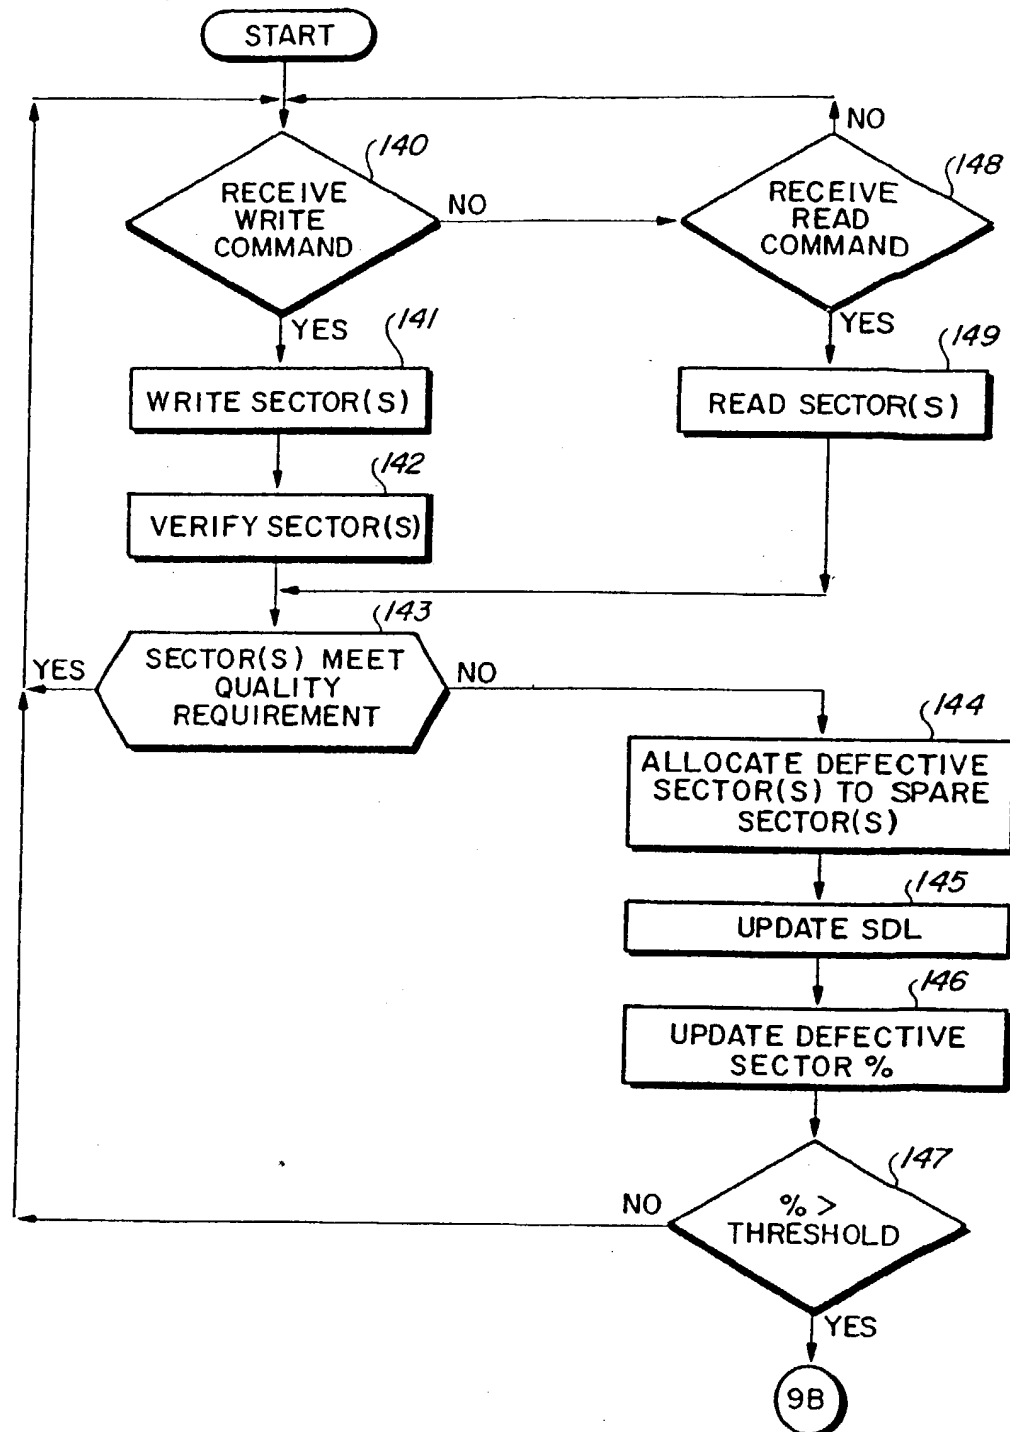 START
NO
140
148
RECEIVE
WRITE
COMMAND
NO
RECEIVE
READ
COMMAND
YES
141
YES
149
WRITE SECTOR(S)
READ SECTOR(S)
142
VERIFY SECTOR(S)
143
YES
SECTOR(S) MEET
QUALITY
REQUIREMENT
NO
144
ALLOCATE DEFECTIVE
SECTOR(S) TO SPARE
SECTOR(S)
145
UPDATE SDL
146
UPDATE DEFECTIVE
SECTOR %
147
NO
% >
THRESHOLD
YES
9B